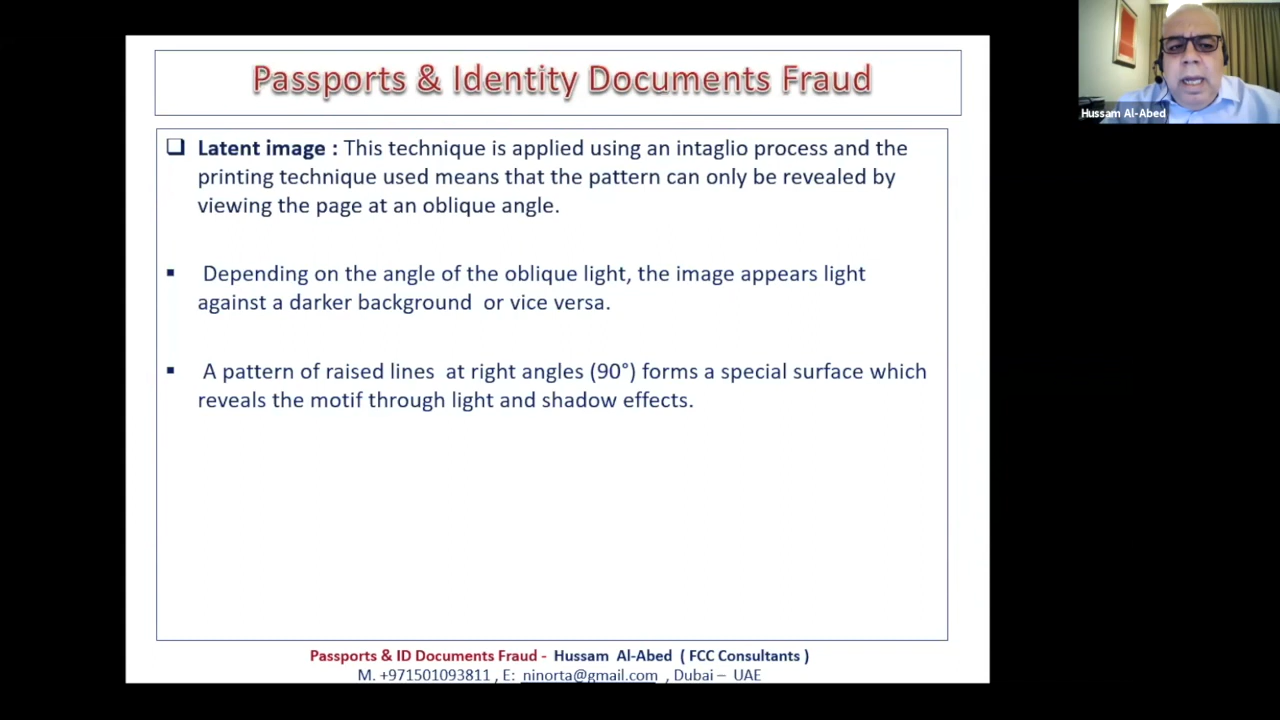 Passports & Identity Documents Fraud
Hussam Al-Abed
❑ Latent image : This technique is applied using an intaglio process and the
printing technique used means that the pattern can only be revealed by
viewing the page at an oblique angle.
▪ Depending on the angle of the oblique light, the image appears light
against a darker background or vice versa.
▪ A pattern of raised lines at right angles (90°) forms a special surface which
reveals the motif through light and shadow effects.
Passports & ID Documents Fraud - Hussam Al-Abed ( FCC Consultants )
M. +971501093811 , E: ninorta@gmail.com , Dubai – UAE